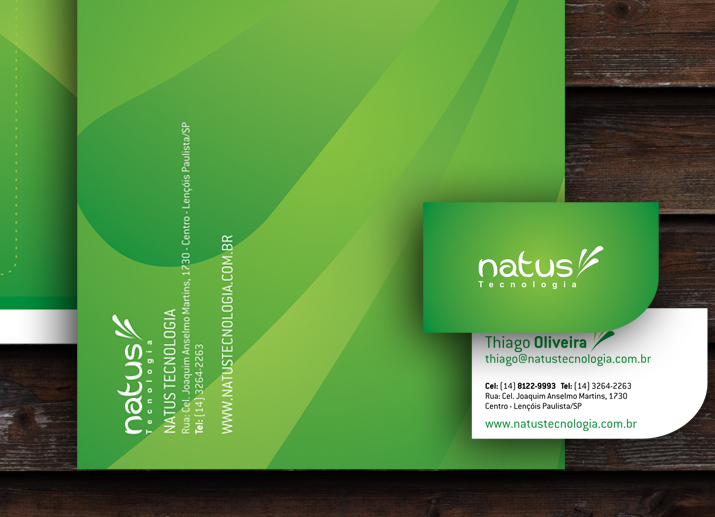 natus
Tecnologia
NATUS TECNOLOGIA
Rua: Cel. Joaquim Anselmo Martins, 1730 - Centro - Lençóis Paulista/SP
Tel: (14) 3264-2263
WWW.NATUSTECNOLOGIA.COM.BR
natus
Tecnologia
Thiago Oliveira
thiago@natustecnologia.com.br
Cel: (14) 8122-9993 Tel: (14) 3264-2263
Rua: Cel. Joaquim Anselmo Martins, 1730
Centro - Lençóis Paulista/SP
www.natustecnologia.com.br